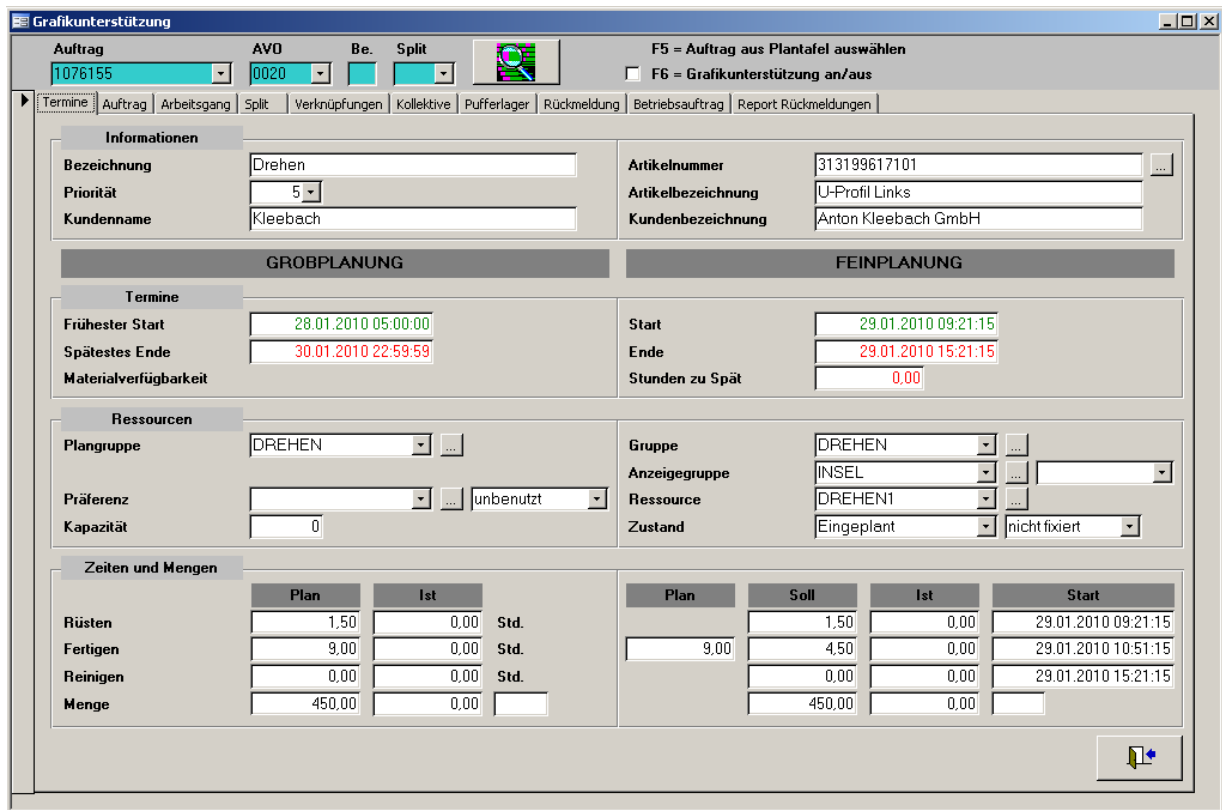 Grafikunterstützung
Auftrag AVO Be. Split F5 = Auftrag aus Plantafel auswählen
1076155 0020 F6 = Grafikunterstützung an/aus
Termine Auftrag Arbeitsgang Split Verknüpfungen Kollektive Pufferlager Rückmeldung Betriebsauftrag Report Rückmeldungen
Informationen
Bezeichnung Drehen Artikelnummer 313199617101 ...
Priorität 5 Artikelbezeichnung U-Profil Links
Kundenname Kleebach Kundenbezeichnung Anton Kleebach GmbH
GROBPLANUNG FEINPLANUNG
Termine
Frühester Start 28.01.2010 05:00:00 Start 29.01.2010 09:21:15
Spätestes Ende 30.01.2010 22:59:59 Ende 29.01.2010 15:21:15
Materialverfügbarkeit Stunden zu Spät 0,00
Ressourcen
Plangruppe DREHEN ... Gruppe DREHEN ...
Anzeigegruppe INSEL ...
Präferenz ... unbenutzt Ressource DREHEN1 ...
Kapazität 0 Zustand Eingeplant nicht fixiert
Zeiten und Mengen
Plan Ist Plan Soll Ist Start
Rüsten 1,50 0,00 Std. 1,50 0,00 29.01.2010 09:21:15
Fertigen 9,00 0,00 Std. 9,00 4,50 0,00 29.01.2010 10:51:15
Reinigen 0,00 0,00 Std. 0,00 0,00 29.01.2010 15:21:15
Menge 450,00 0,00 450,00 0,00